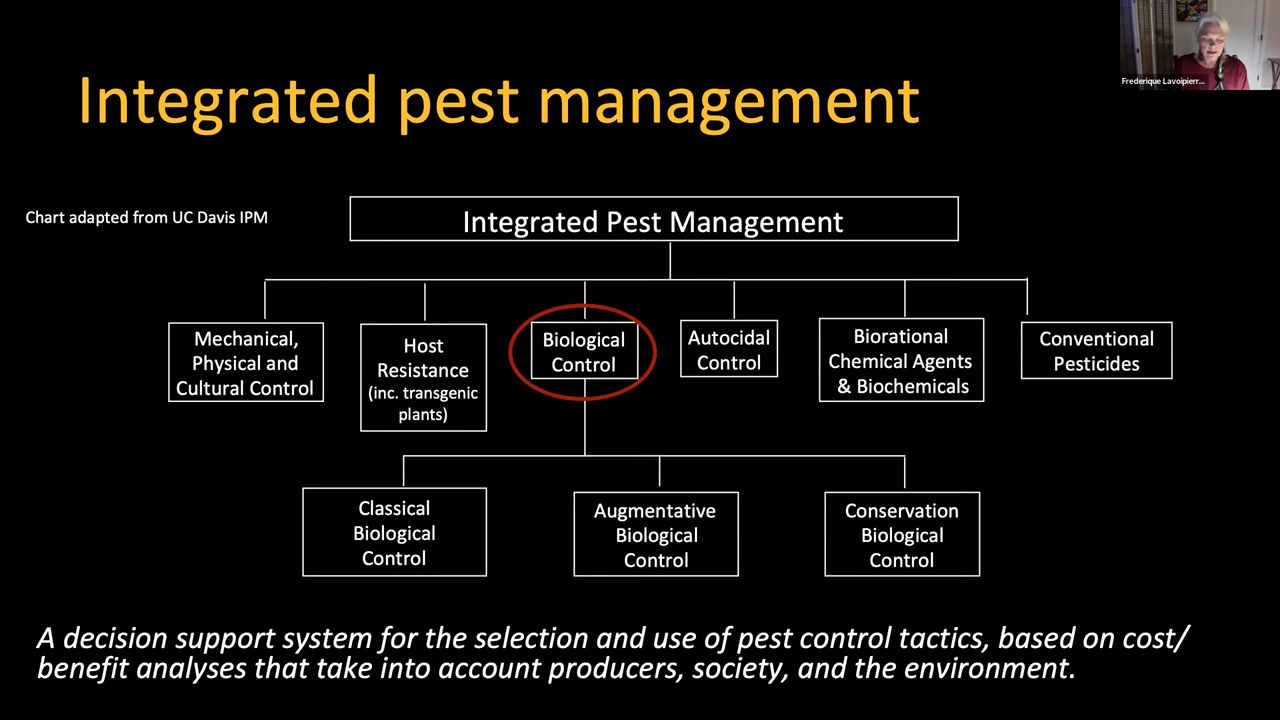 Frederique Lavoipierr...
Integrated pest management
Chart adapted from UC Davis IPM
Integrated Pest Management
Mechanical,
Physical and
Cultural Control
Host
Resistance
(inc. transgenic
plants)
Biological
Control
Autocidal
Control
Biorational
Chemical Agents
& Biochemicals
Conventional
Pesticides
Classical
Biological
Control
Augmentative
Biological
Control
Conservation
Biological
Control
A decision support system for the selection and use of pest control tactics, based on cost/
benefit analyses that take into account producers, society, and the environment.